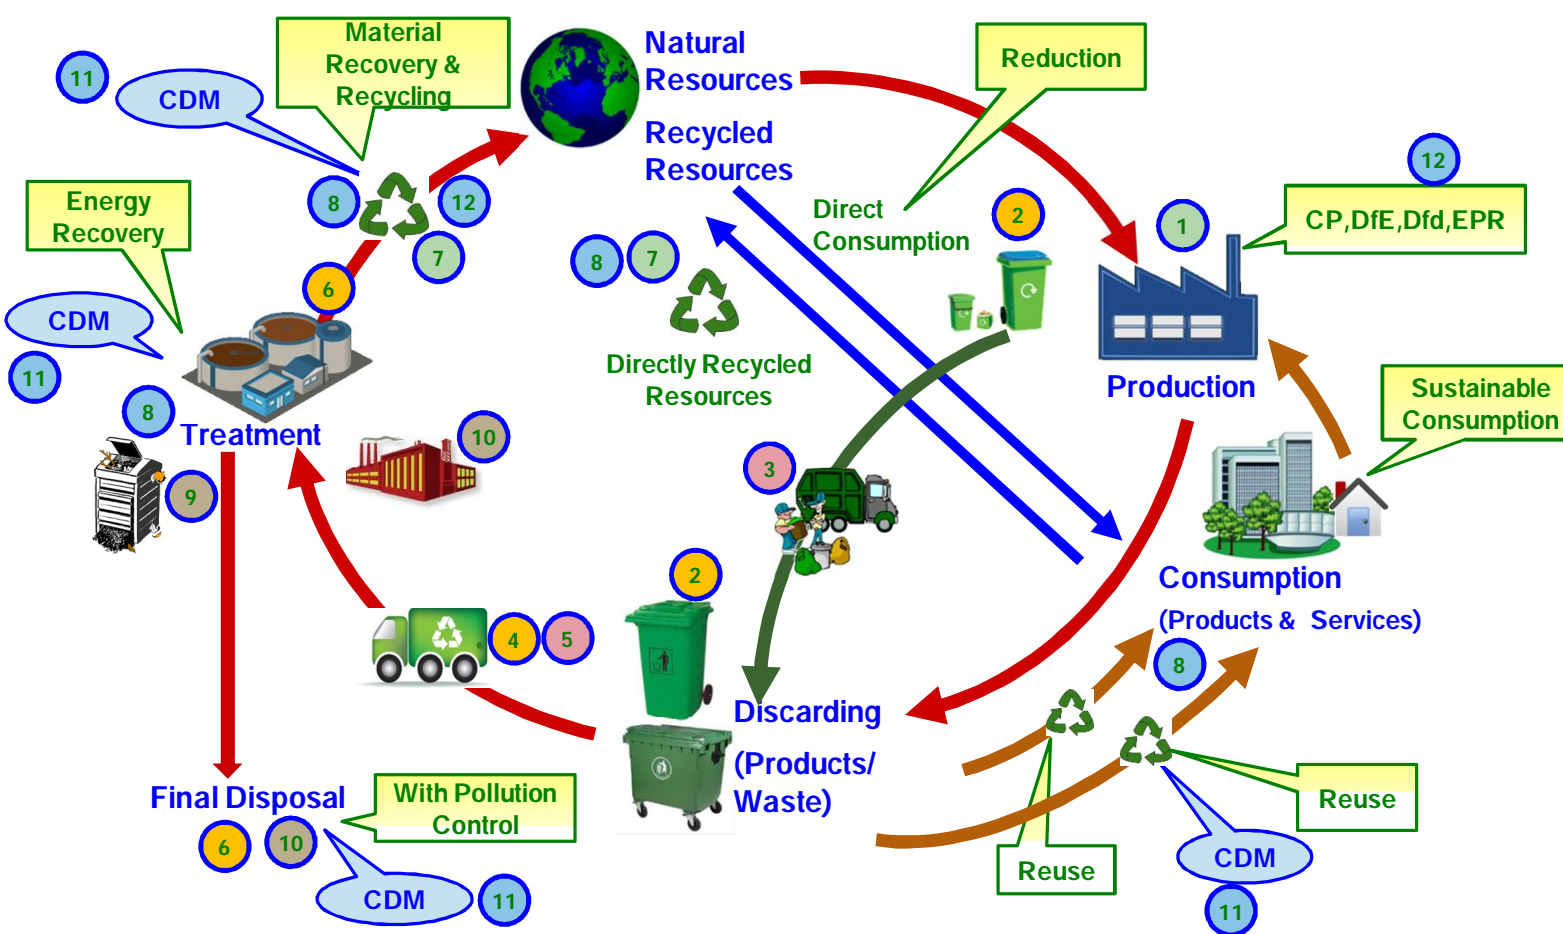 Material
Recovery &
Recycling
11
CDM
Natural
Resources
Recycled
Resources
Reduction
12
CP,DfE,Dfd,EPR
Energy
Recovery
8
12
7
Direct
Consumption
2
1
8
7
6
CDM
11
Directly Recycled
Resources
Production
Sustainable
Consumption
8
Treatment
10
9
3
2
Consumption
(Products & Services)
8
4
5
Discarding
(Products/
Waste)
Final Disposal
With Pollution
Control
6
10
CDM
11
Reuse
Reuse
CDM
11